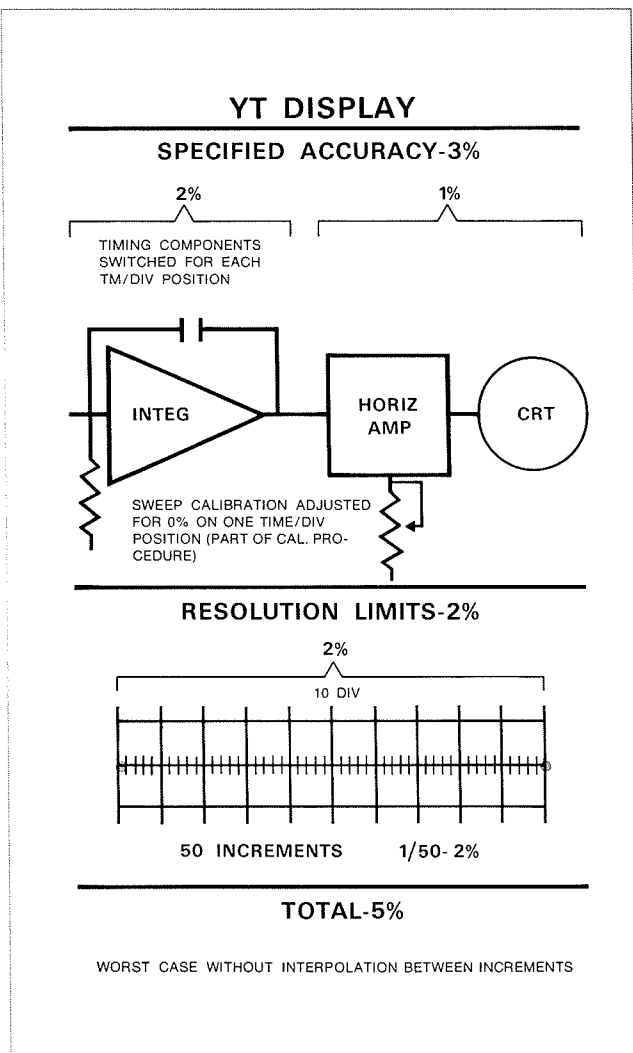 YT DISPLAY
SPECIFIED ACCURACY-3%
2%
1%
TIMING COMPONENTS
SWITCHED FOR EACH
TM/DIV POSITION
INTEG
HORIZ
AMP
CRT
SWEEP CALIBRATION ADJUSTED
FOR 0% ON ONE TIME/DIV
POSITION (PART OF CAL. PRO-
CEDURE)
RESOLUTION LIMITS-2%
2%
10 DIV
50 INCREMENTS 1/50-2%
TOTAL-5%
WORST CASE WITHOUT INTERPOLATION BETWEEN INCREMENTS